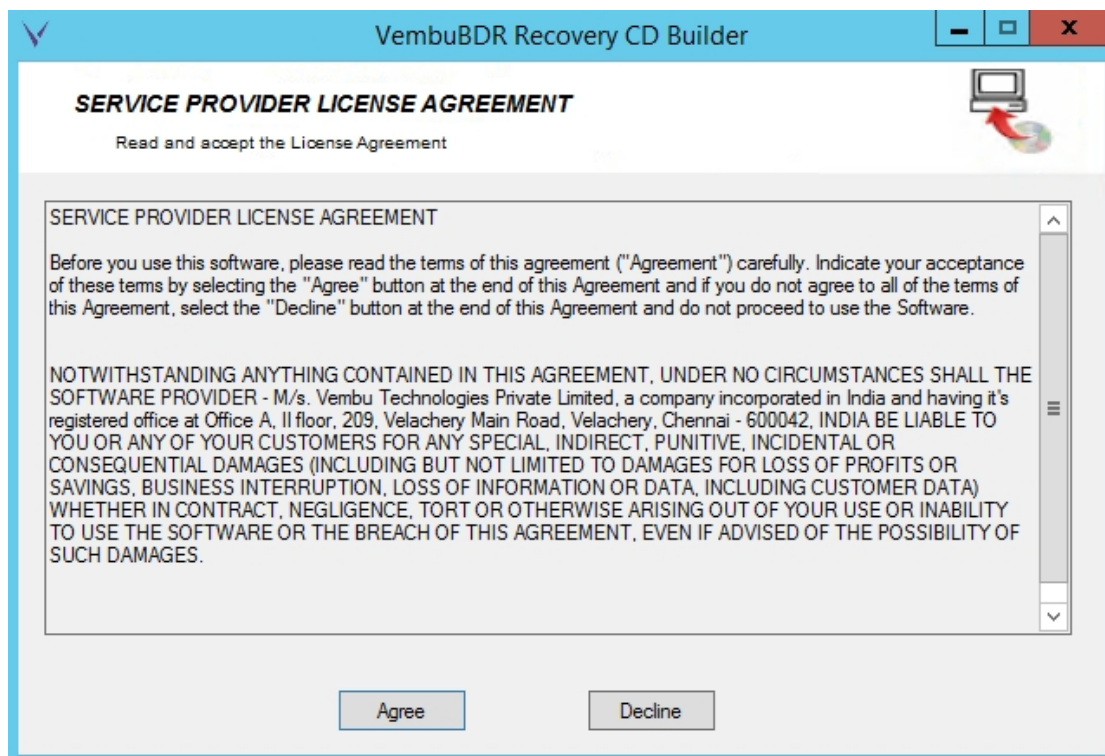 VembuBDR Recovery CD Builder
SERVICE PROVIDER LICENSE AGREEMENT
Read and accept the License Agreement
SERVICE PROVIDER LICENSE AGREEMENT
Before you use this software, please read the terms of this agreement ("Agreement") carefully. Indicate your acceptance
of these terms by selecting the "Agree" button at the end of this Agreement and if you do not agree to all of the terms of
this Agreement, select the "Decline" button at the end of this Agreement and do not proceed to use the Software.
NOTWITHSTANDING ANYTHING CONTAINED IN THIS AGREEMENT, UNDER NO CIRCUMSTANCES SHALL THE
SOFTWARE PROVIDER - M/s. Vembu Technologies Private Limited, a company incorporated in India and having it's
registered office at Office A, II floor, 209, Velachery Main Road, Velachery, Chennai - 600042, INDIA BE LIABLE TO
YOU OR ANY OF YOUR CUSTOMERS FOR ANY SPECIAL, INDIRECT, PUNITIVE, INCIDENTAL OR
CONSEQUENTIAL DAMAGES (INCLUDING BUT NOT LIMITED TO DAMAGES FOR LOSS OF PROFITS OR
SAVINGS, BUSINESS INTERRUPTION, LOSS OF INFORMATION OR DATA, INCLUDING CUSTOMER DATA)
WHETHER IN CONTRACT, NEGLIGENCE, TORT OR OTHERWISE ARISING OUT OF YOUR USE OR INABILITY
TO USE THE SOFTWARE OR THE BREACH OF THIS AGREEMENT, EVEN IF ADVISED OF THE POSSIBILITY OF
SUCH DAMAGES.
Agree
Decline